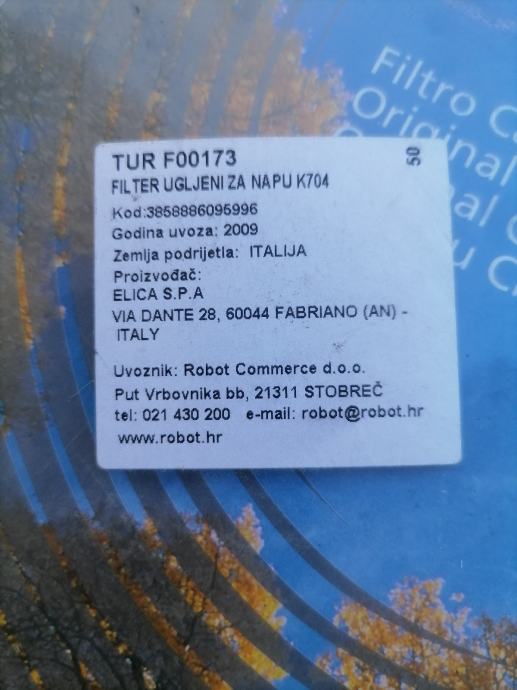 Filtro
Original
TUR F00173
50
FILTER UGLJENI ZA NAPU K704
Kod:3858886095996
Godina uvoza: 2009
Zemlja podrijetla: ITALIJA
Proizvođač:
ELICA S.P.A
VIA DANTE 28, 60044 FABRIANO (AN) -
ITALY
Uvoznik: Robot Commerce d.o.o.
Put Vrbovnika bb, 21311 STOBREČ
tel: 021 430 200 e-mail: robot@robot.hr
www.robot.hr